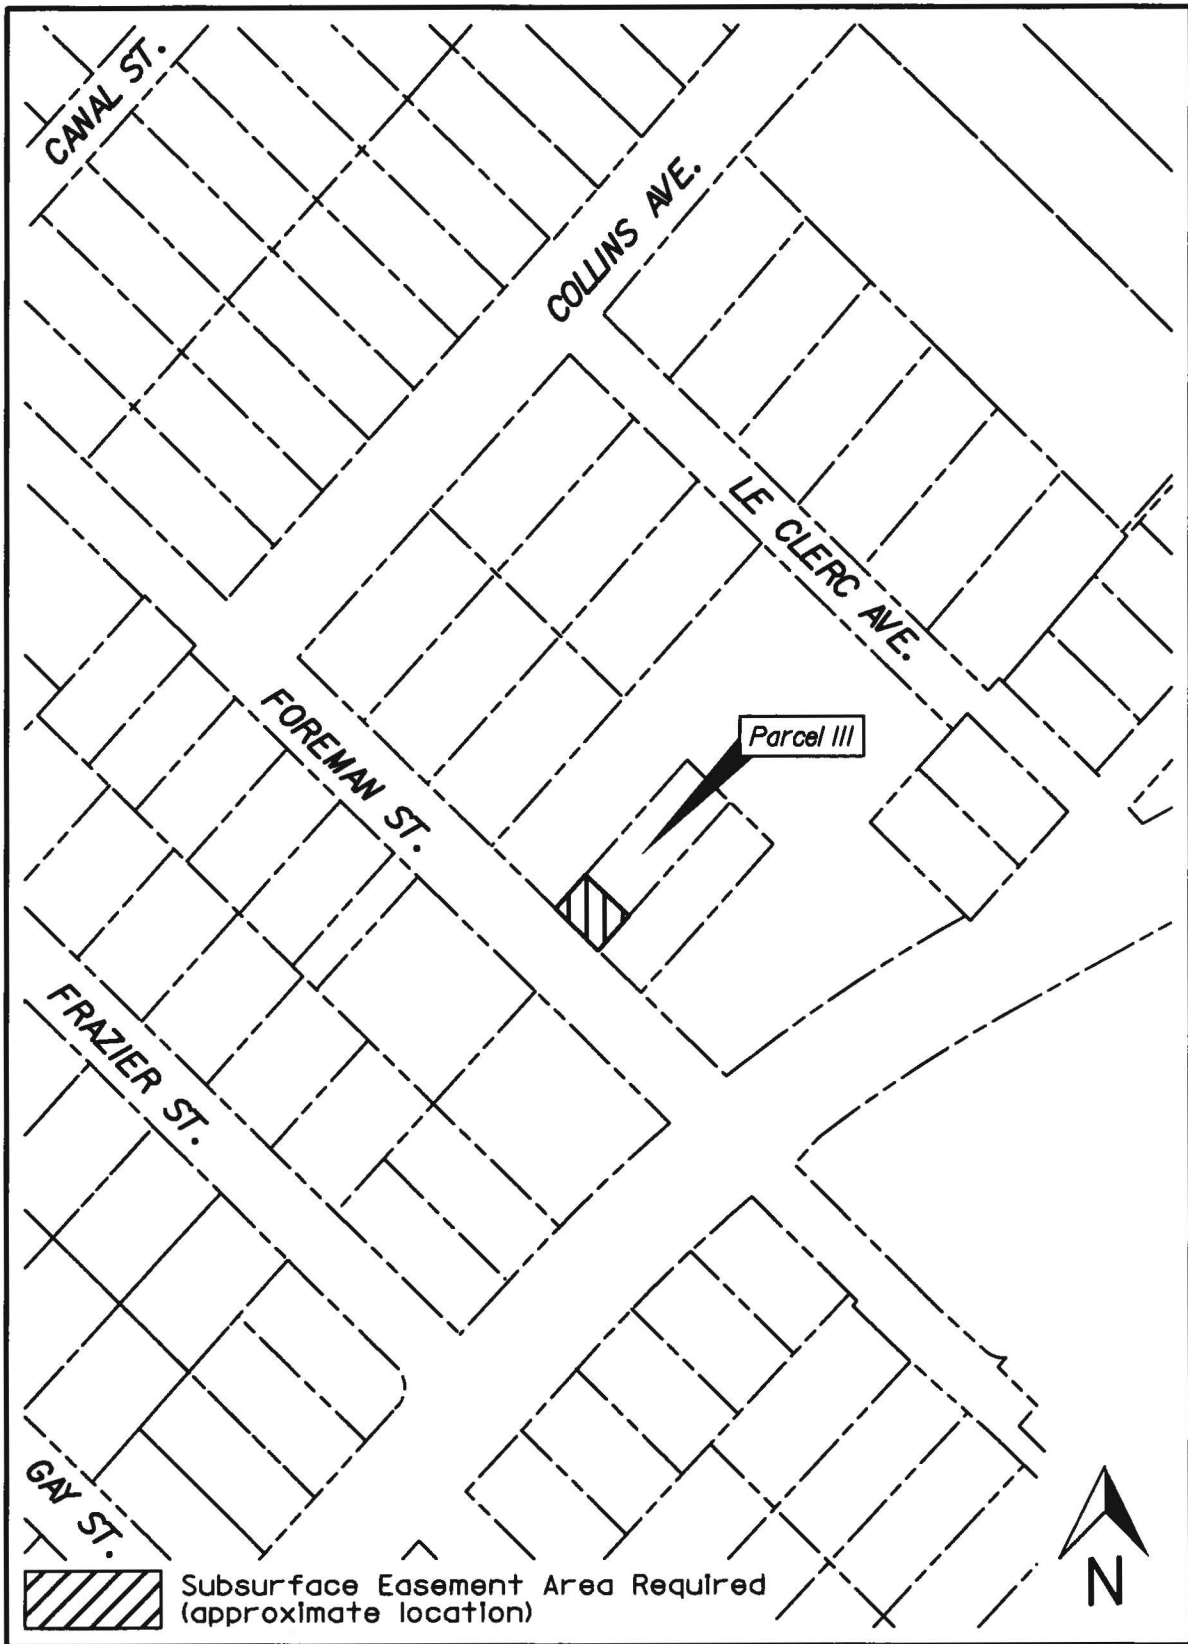 CANAL ST.
COLLINS AVE.
LE CLERC AVE.
Parcel III
FOREMAN ST.
FRAZIER ST.
GAY ST.
N
Subsurface Easement Area Required
(approximate location)